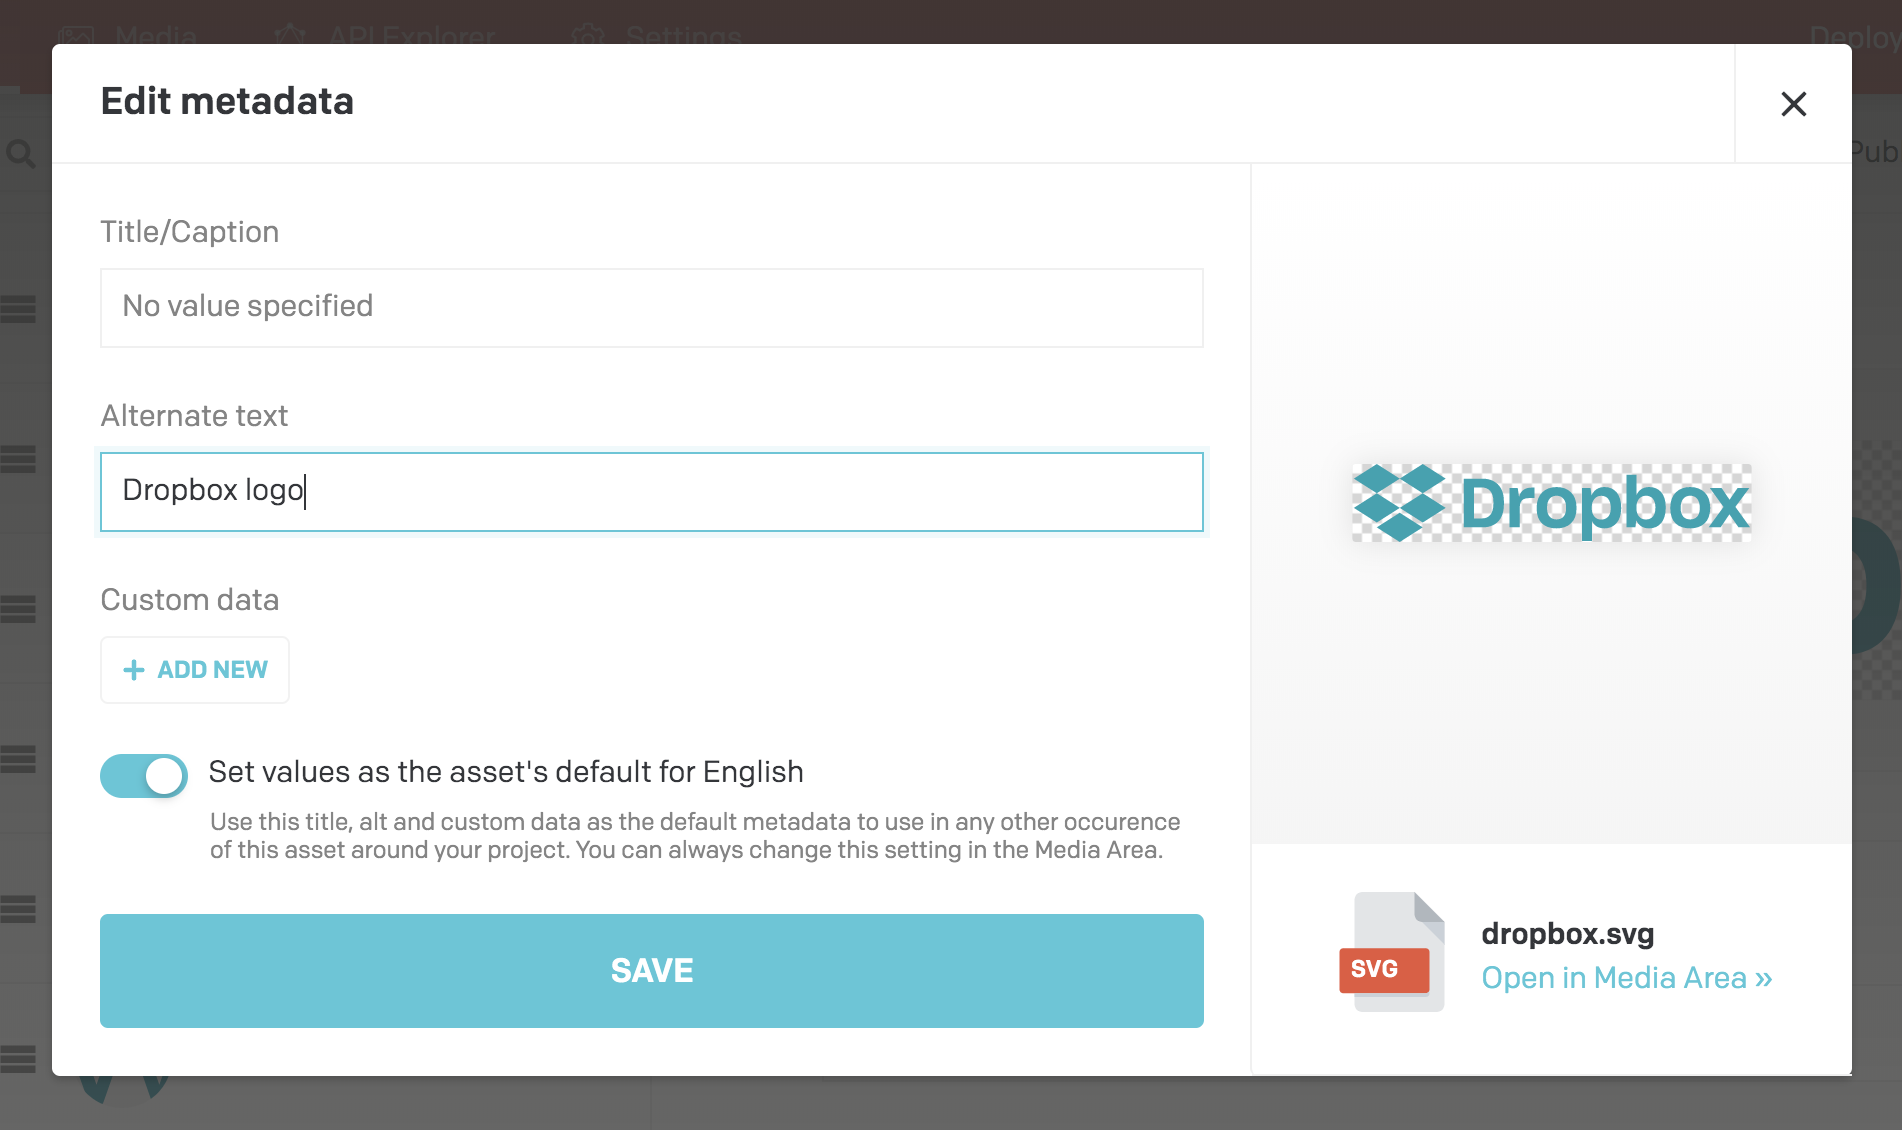 Media
API Explorer
Settings
Deploy
Edit metadata
Pub
Title/Caption
No value specified
Alternate text
Dropbox logo
Custom data
+ ADD NEW
Set values as the asset's default for English
Use this title, alt and custom data as the default metadata to use in any other occurence
of this asset around your project. You can always change this setting in the Media Area.
SAVE
Dropbox
SVG
dropbox.svg
Open in Media Area »